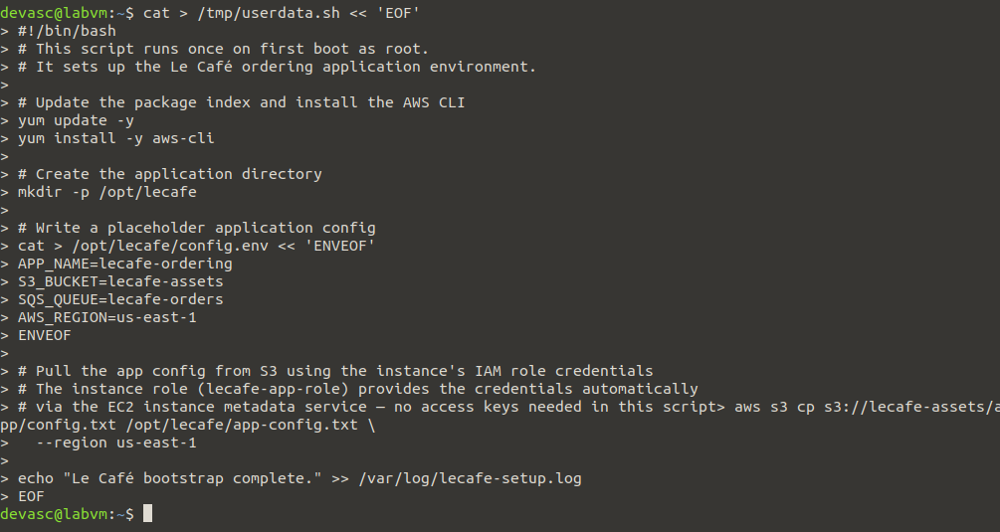 devasc@labvm:~$ cat > /tmp/userdata.sh << 'EOF'
> #!/bin/bash
> # This script runs once on first boot as root.
> # It sets up the Le Café ordering application environment.
>
> # Update the package index and install the AWS CLI
> yum update -y
> yum install -y aws-cli
>
> # Create the application directory
> mkdir -p /opt/lecafe
>
> # Write a placeholder application config
> cat > /opt/lecafe/config.env << 'ENVEOF'
> APP_NAME=lecafe-ordering
> S3_BUCKET=lecafe-assets
> SQS_QUEUE=lecafe-orders
> AWS_REGION=us-east-1
> ENVEOF
>
> # Pull the app config from S3 using the instance's IAM role credentials
> # The instance role (lecafe-app-role) provides the credentials automatically
> # via the EC2 instance metadata service — no access keys needed in this script> aws s3 cp s3://lecafe-assets/a
pp/config.txt /opt/lecafe/app-config.txt \
>   --region us-east-1
>
> echo "Le Café bootstrap complete." >> /var/log/lecafe-setup.log
> EOF
devasc@labvm:~$